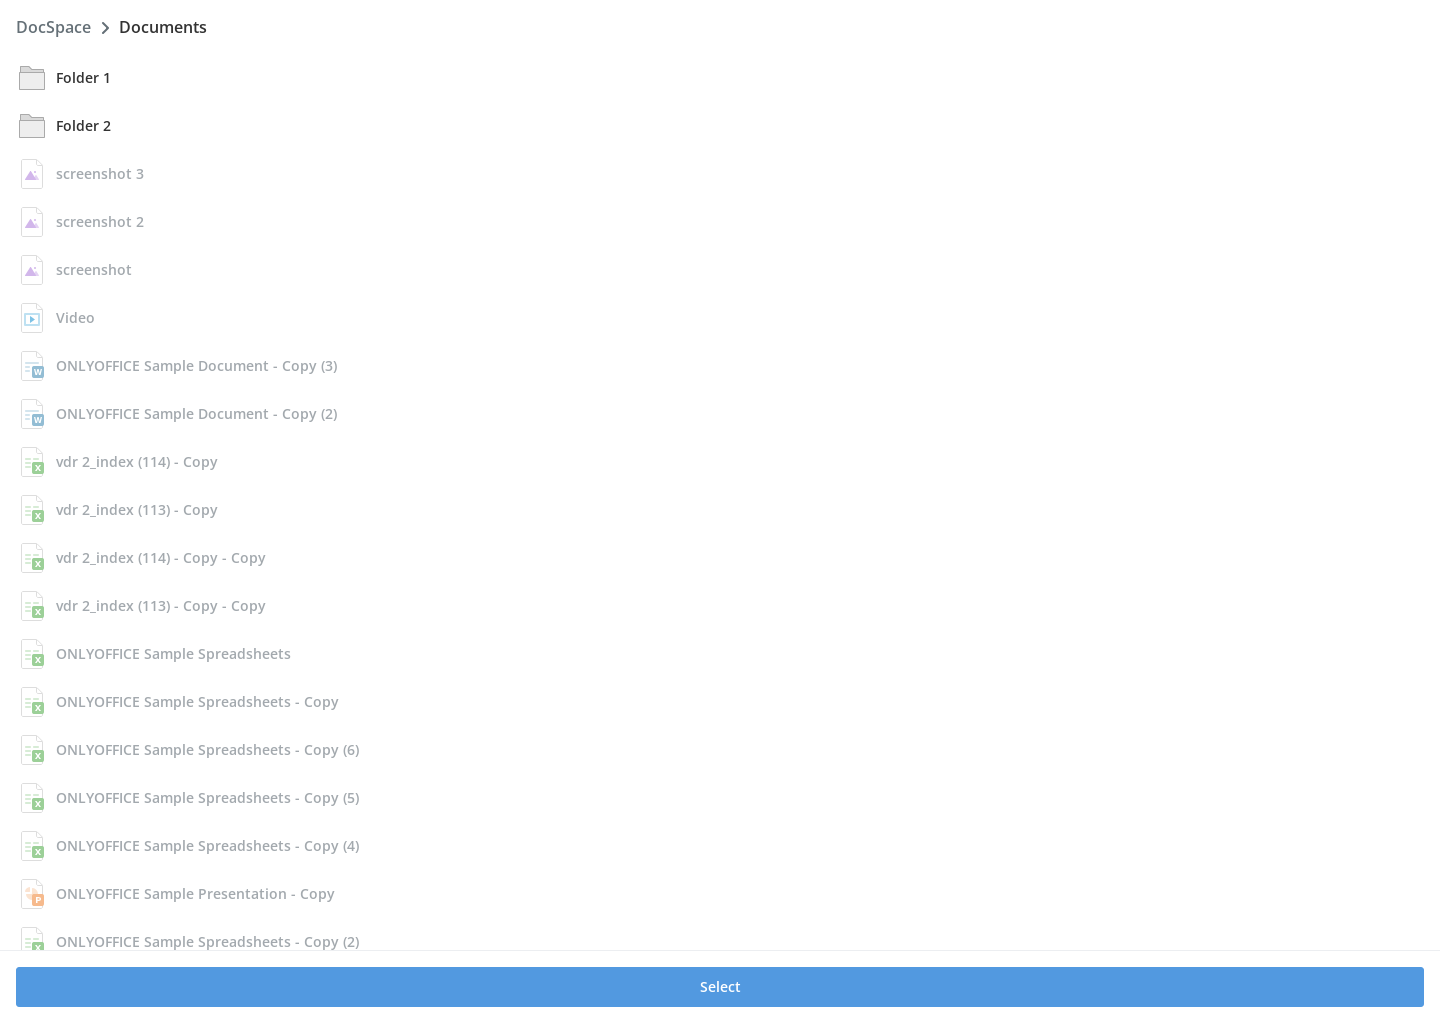 DocSpace > Documents
Folder 1
Folder 2
screenshot 3
screenshot 2
screenshot
Video
ONLYOFFICE Sample Document - Copy (3)
ONLYOFFICE Sample Document - Copy (2)
vdr 2_index (114) - Copy
vdr 2_index (113) - Copy
vdr 2_index (114) - Copy - Copy
vdr 2_index (113) - Copy - Copy
ONLYOFFICE Sample Spreadsheets
ONLYOFFICE Sample Spreadsheets - Copy
ONLYOFFICE Sample Spreadsheets - Copy (6)
ONLYOFFICE Sample Spreadsheets - Copy (5)
ONLYOFFICE Sample Spreadsheets - Copy (4)
ONLYOFFICE Sample Presentation - Copy
ONLYOFFICE Sample Spreadsheets - Copy (2)
Select